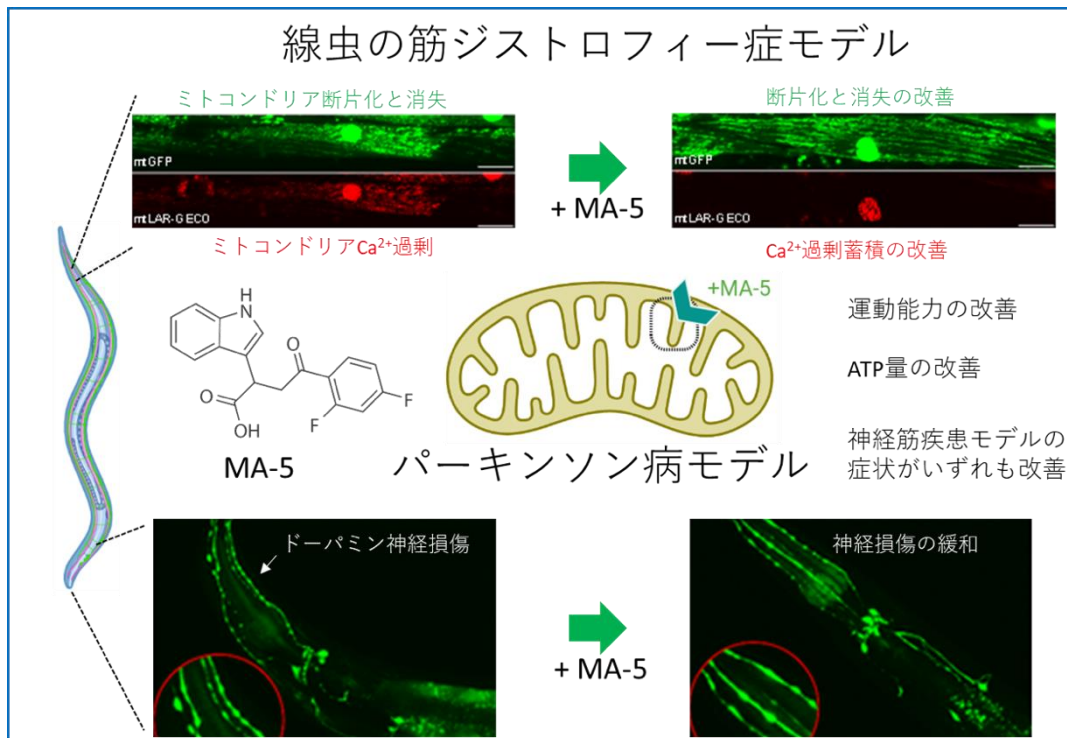 線虫の筋ジストロフィー症モデル
ミトコンドリア断片化と消失
断片化と消失の改善
mtGFP
mtGFP
+ MA-5
mtLAR-GECO
mtLAR-GECO
ミトコンドリアCa²⁺過剰
Ca²⁺過剰蓄積の改善
H
N
O
O
OH
F
F
MA-5
+MA-5
運動能力の改善
ATP量の改善
神経筋疾患モデルの
症状がいずれも改善
パーキンソン病モデル
ドーパミン神経損傷
神経損傷の緩和
+ MA-5